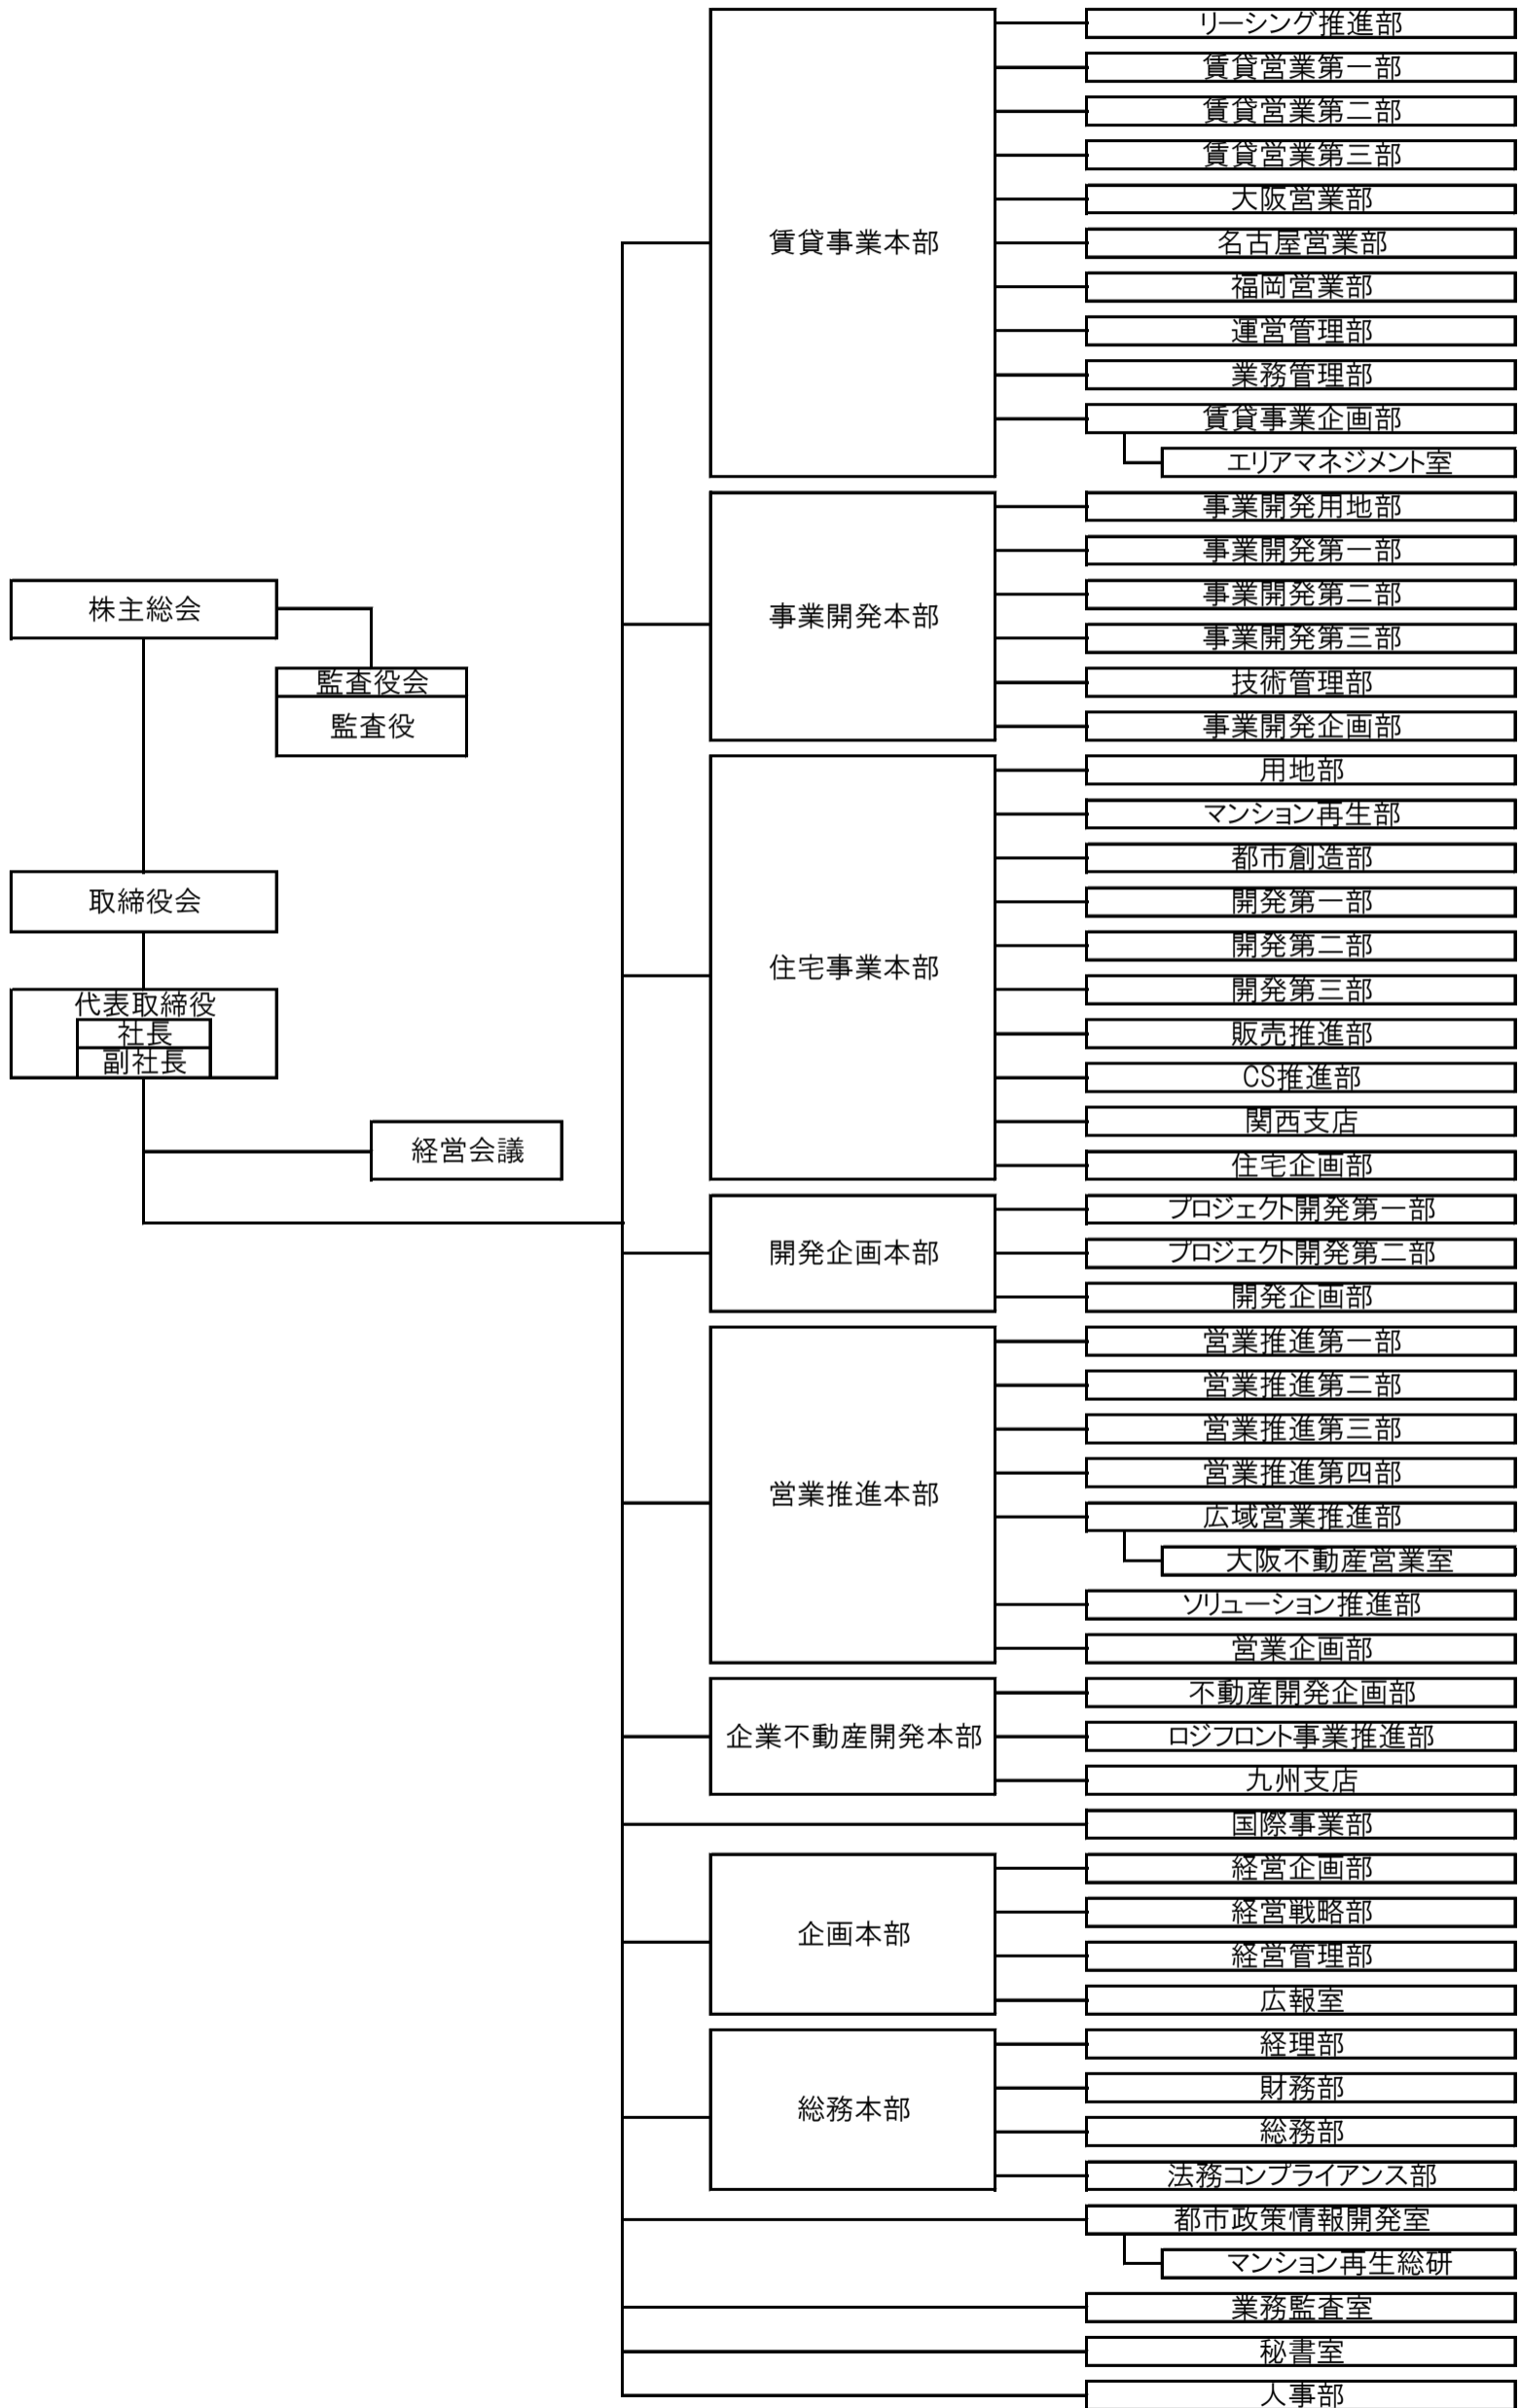 株主総会
監査役会
監査役
取締役会
代表取締役
社長
副社長
経営会議
賃貸事業本部
リーシング推進部
賃貸営業第一部
賃貸営業第二部
賃貸営業第三部
大阪営業部
名古屋営業部
福岡営業部
運営管理部
業務管理部
賃貸事業企画部
エリアマネジメント室
事業開発本部
事業開発用地部
事業開発第一部
事業開発第二部
事業開発第三部
技術管理部
事業開発企画部
住宅事業本部
用地部
マンション再生部
都市創造部
開発第一部
開発第二部
開発第三部
販売推進部
CS推進部
関西支店
住宅企画部
開発企画本部
プロジェクト開発第一部
プロジェクト開発第二部
開発企画部
営業推進本部
営業推進第一部
営業推進第二部
営業推進第三部
営業推進第四部
広域営業推進部
大阪不動産営業室
ソリューション推進部
営業企画部
企業不動産開発本部
不動産開発企画部
ロジフロント事業推進部
九州支店
国際事業部
企画本部
経営企画部
経営戦略部
経営管理部
広報室
総務本部
経理部
財務部
総務部
法務コンプライアンス部
都市政策情報開発室
マンション再生総研
業務監査室
秘書室
人事部